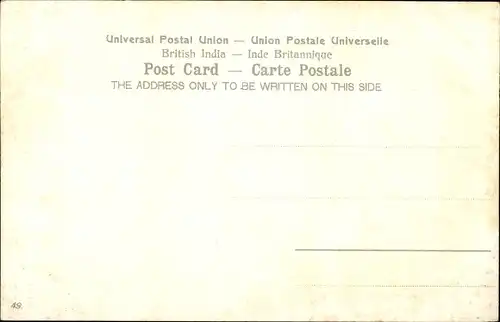 Universal Postal Union — Union Postale Universelle
British India — Inde Britannique
Post Card — Carte Postale
THE ADDRESS ONLY TO BE WRITTEN ON THIS SIDE
49.